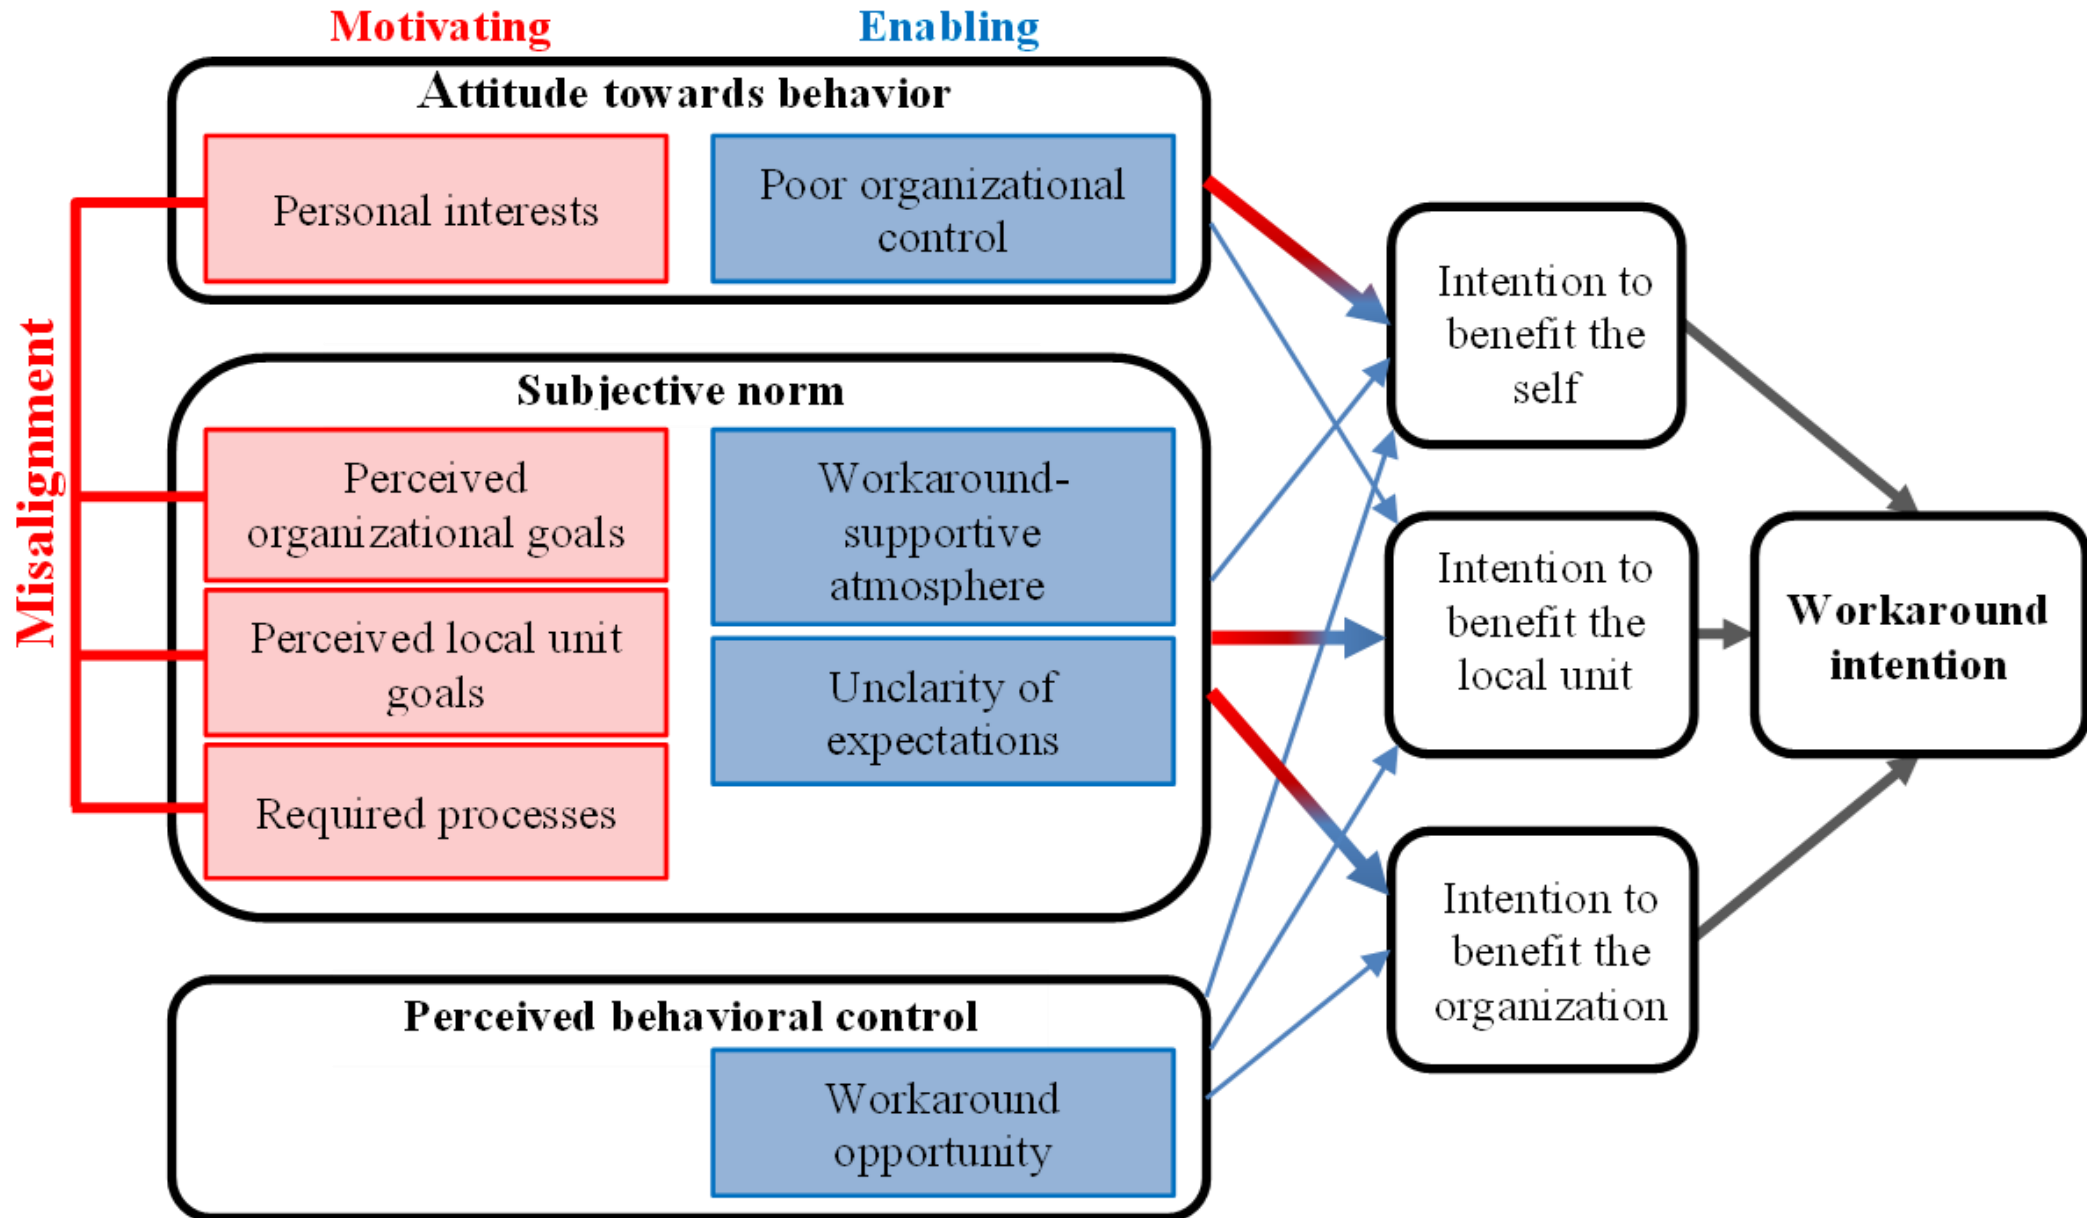 Motivating
Enabling
Attitude towards behavior
Personal interests
Poor organizational
control
Misalignment
Subjective norm
Perceived
organizational goals
Perceived local unit
goals
Required processes
Workaround-
supportive
atmosphere
Unclarity of
expectations
Perceived behavioral control
Workaround
opportunity
Intention to
benefit the
self
Intention to
benefit the
local unit
Intention to
benefit the
organization
Workaround
intention